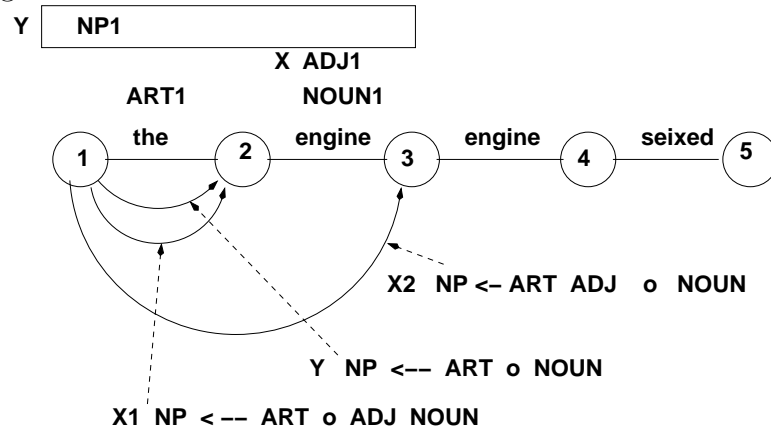 Y NP1
X ADJ1
ART1 NOUN1
the engine engine seixed
1 2 3 4 5
X2 NP <− ART ADJ o NOUN
Y NP <−− ART o NOUN
X1 NP <−− ART o ADJ NOUN